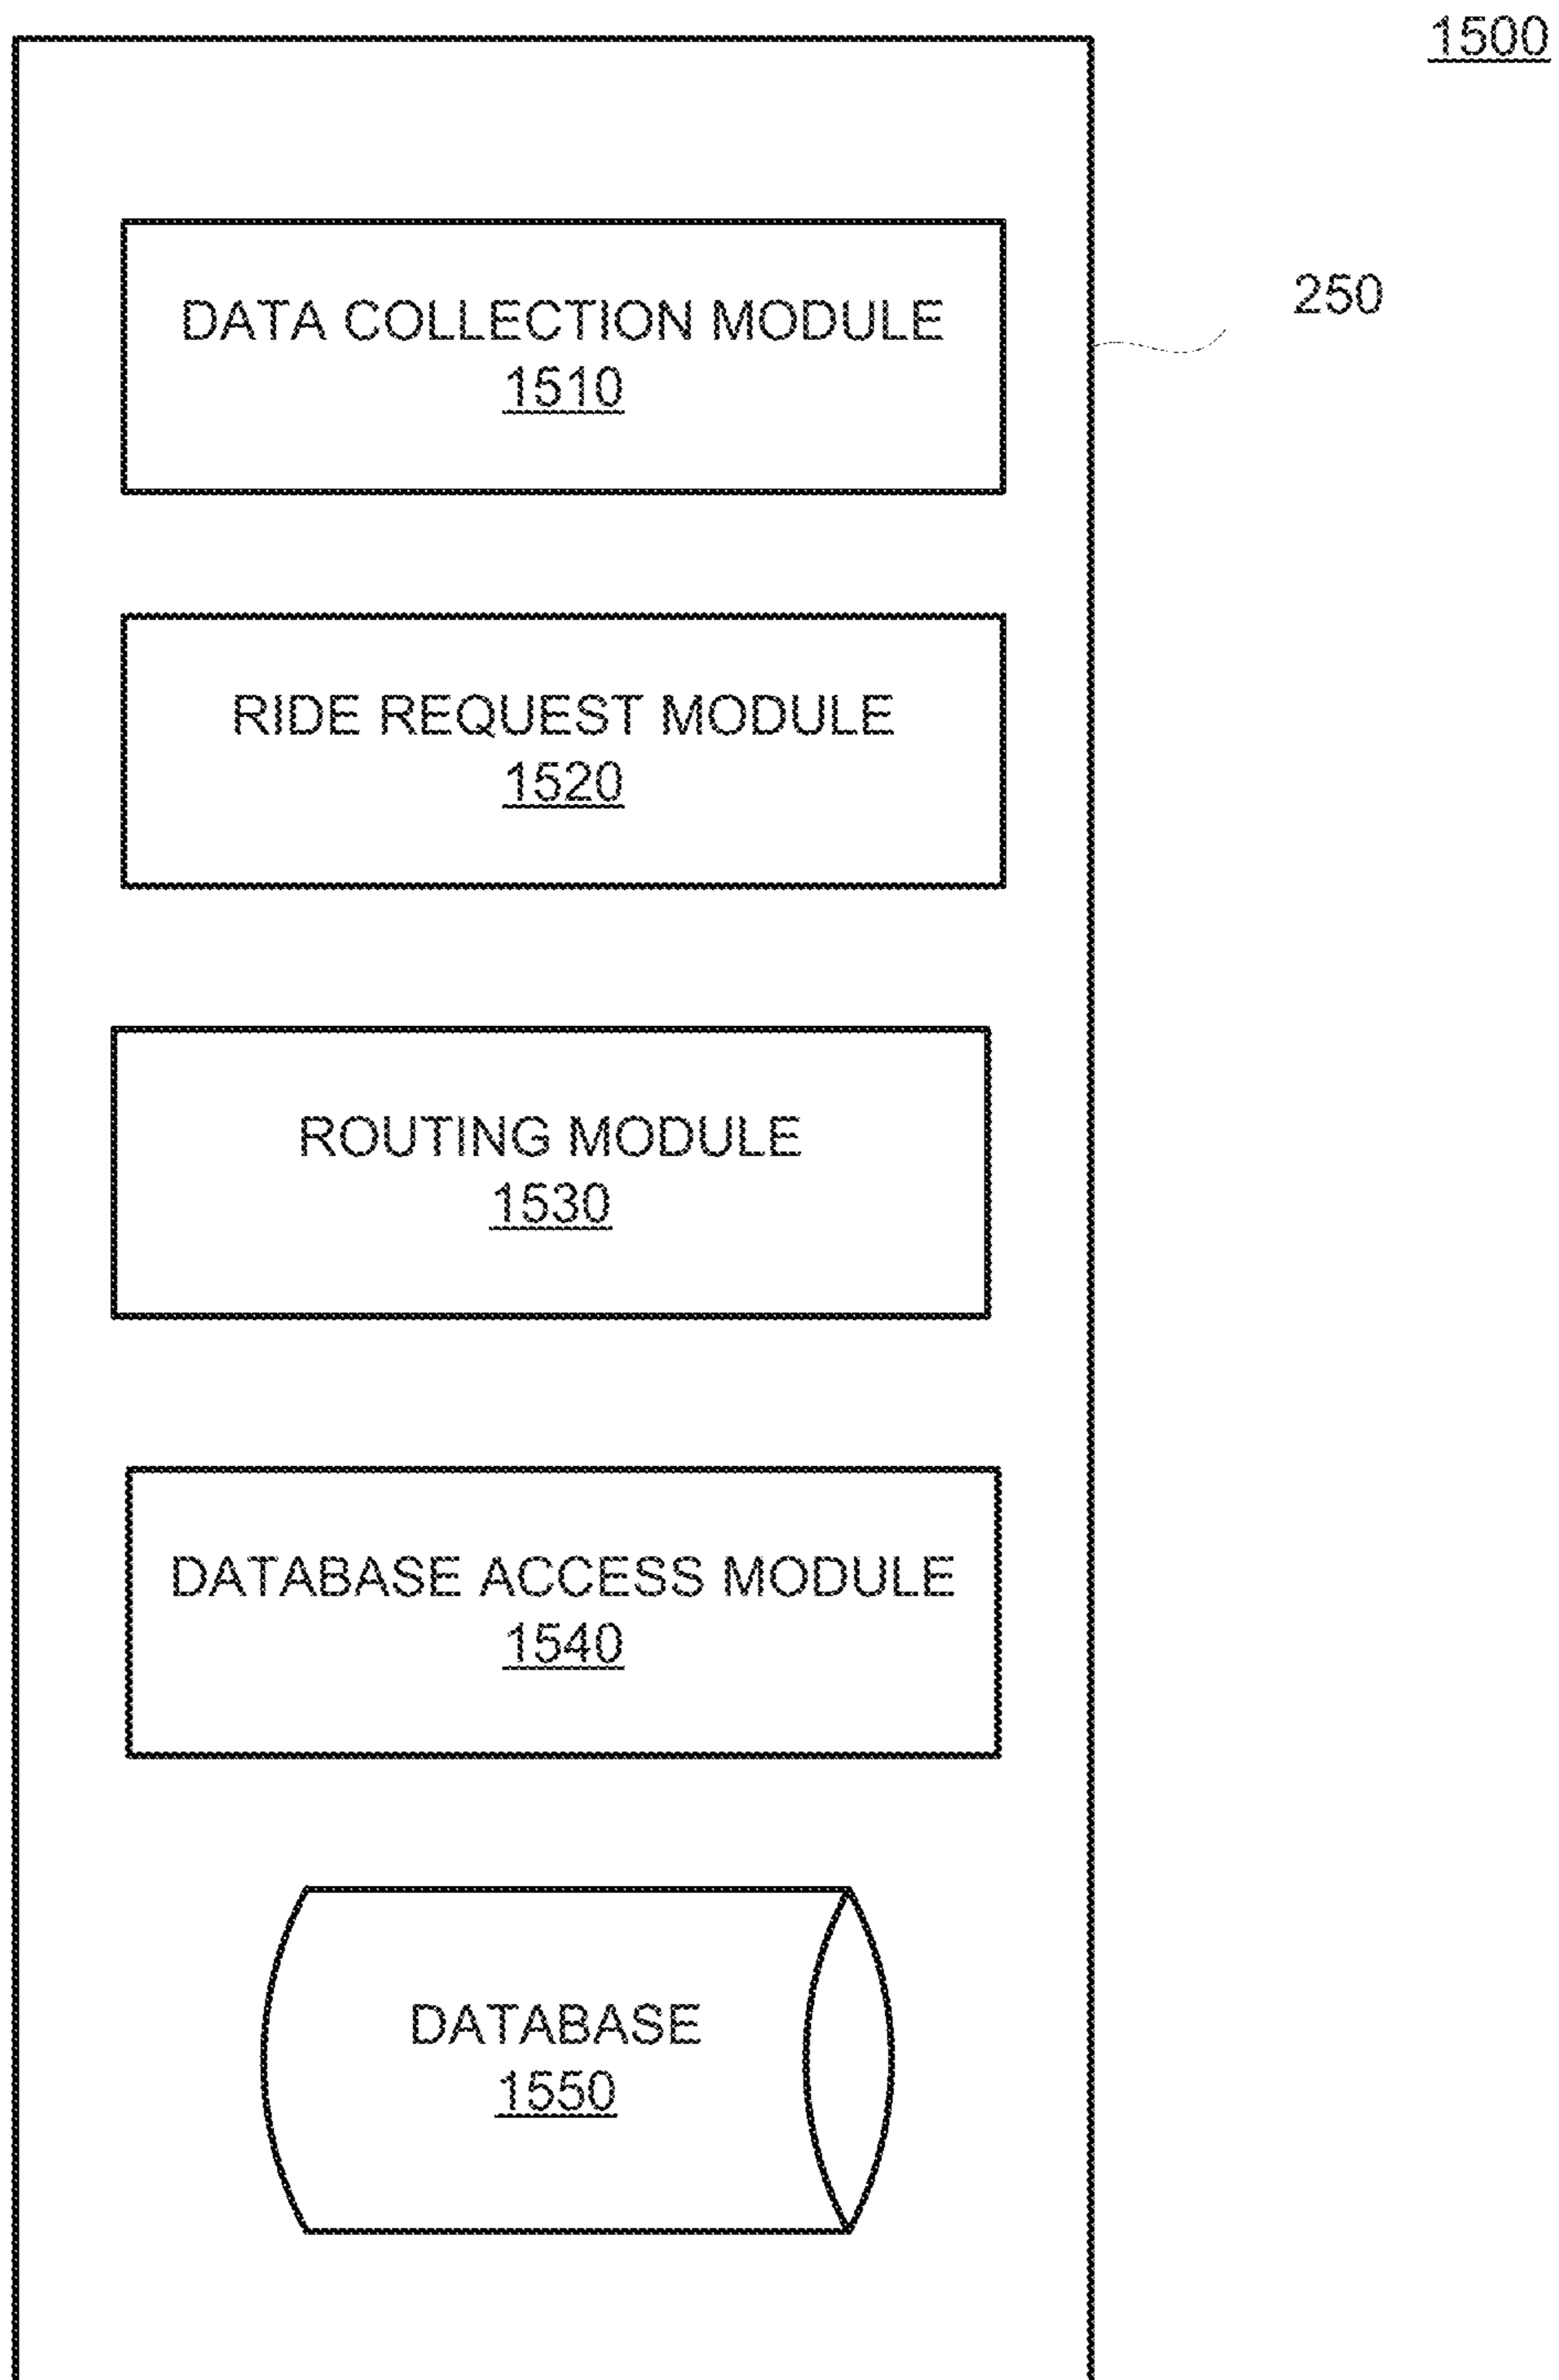 1500
250
DATA COLLECTION MODULE
1510
RIDE REQUEST MODULE
1520
ROUTING MODULE
1530
DATABASE ACCESS MODULE
1540
DATABASE
1550